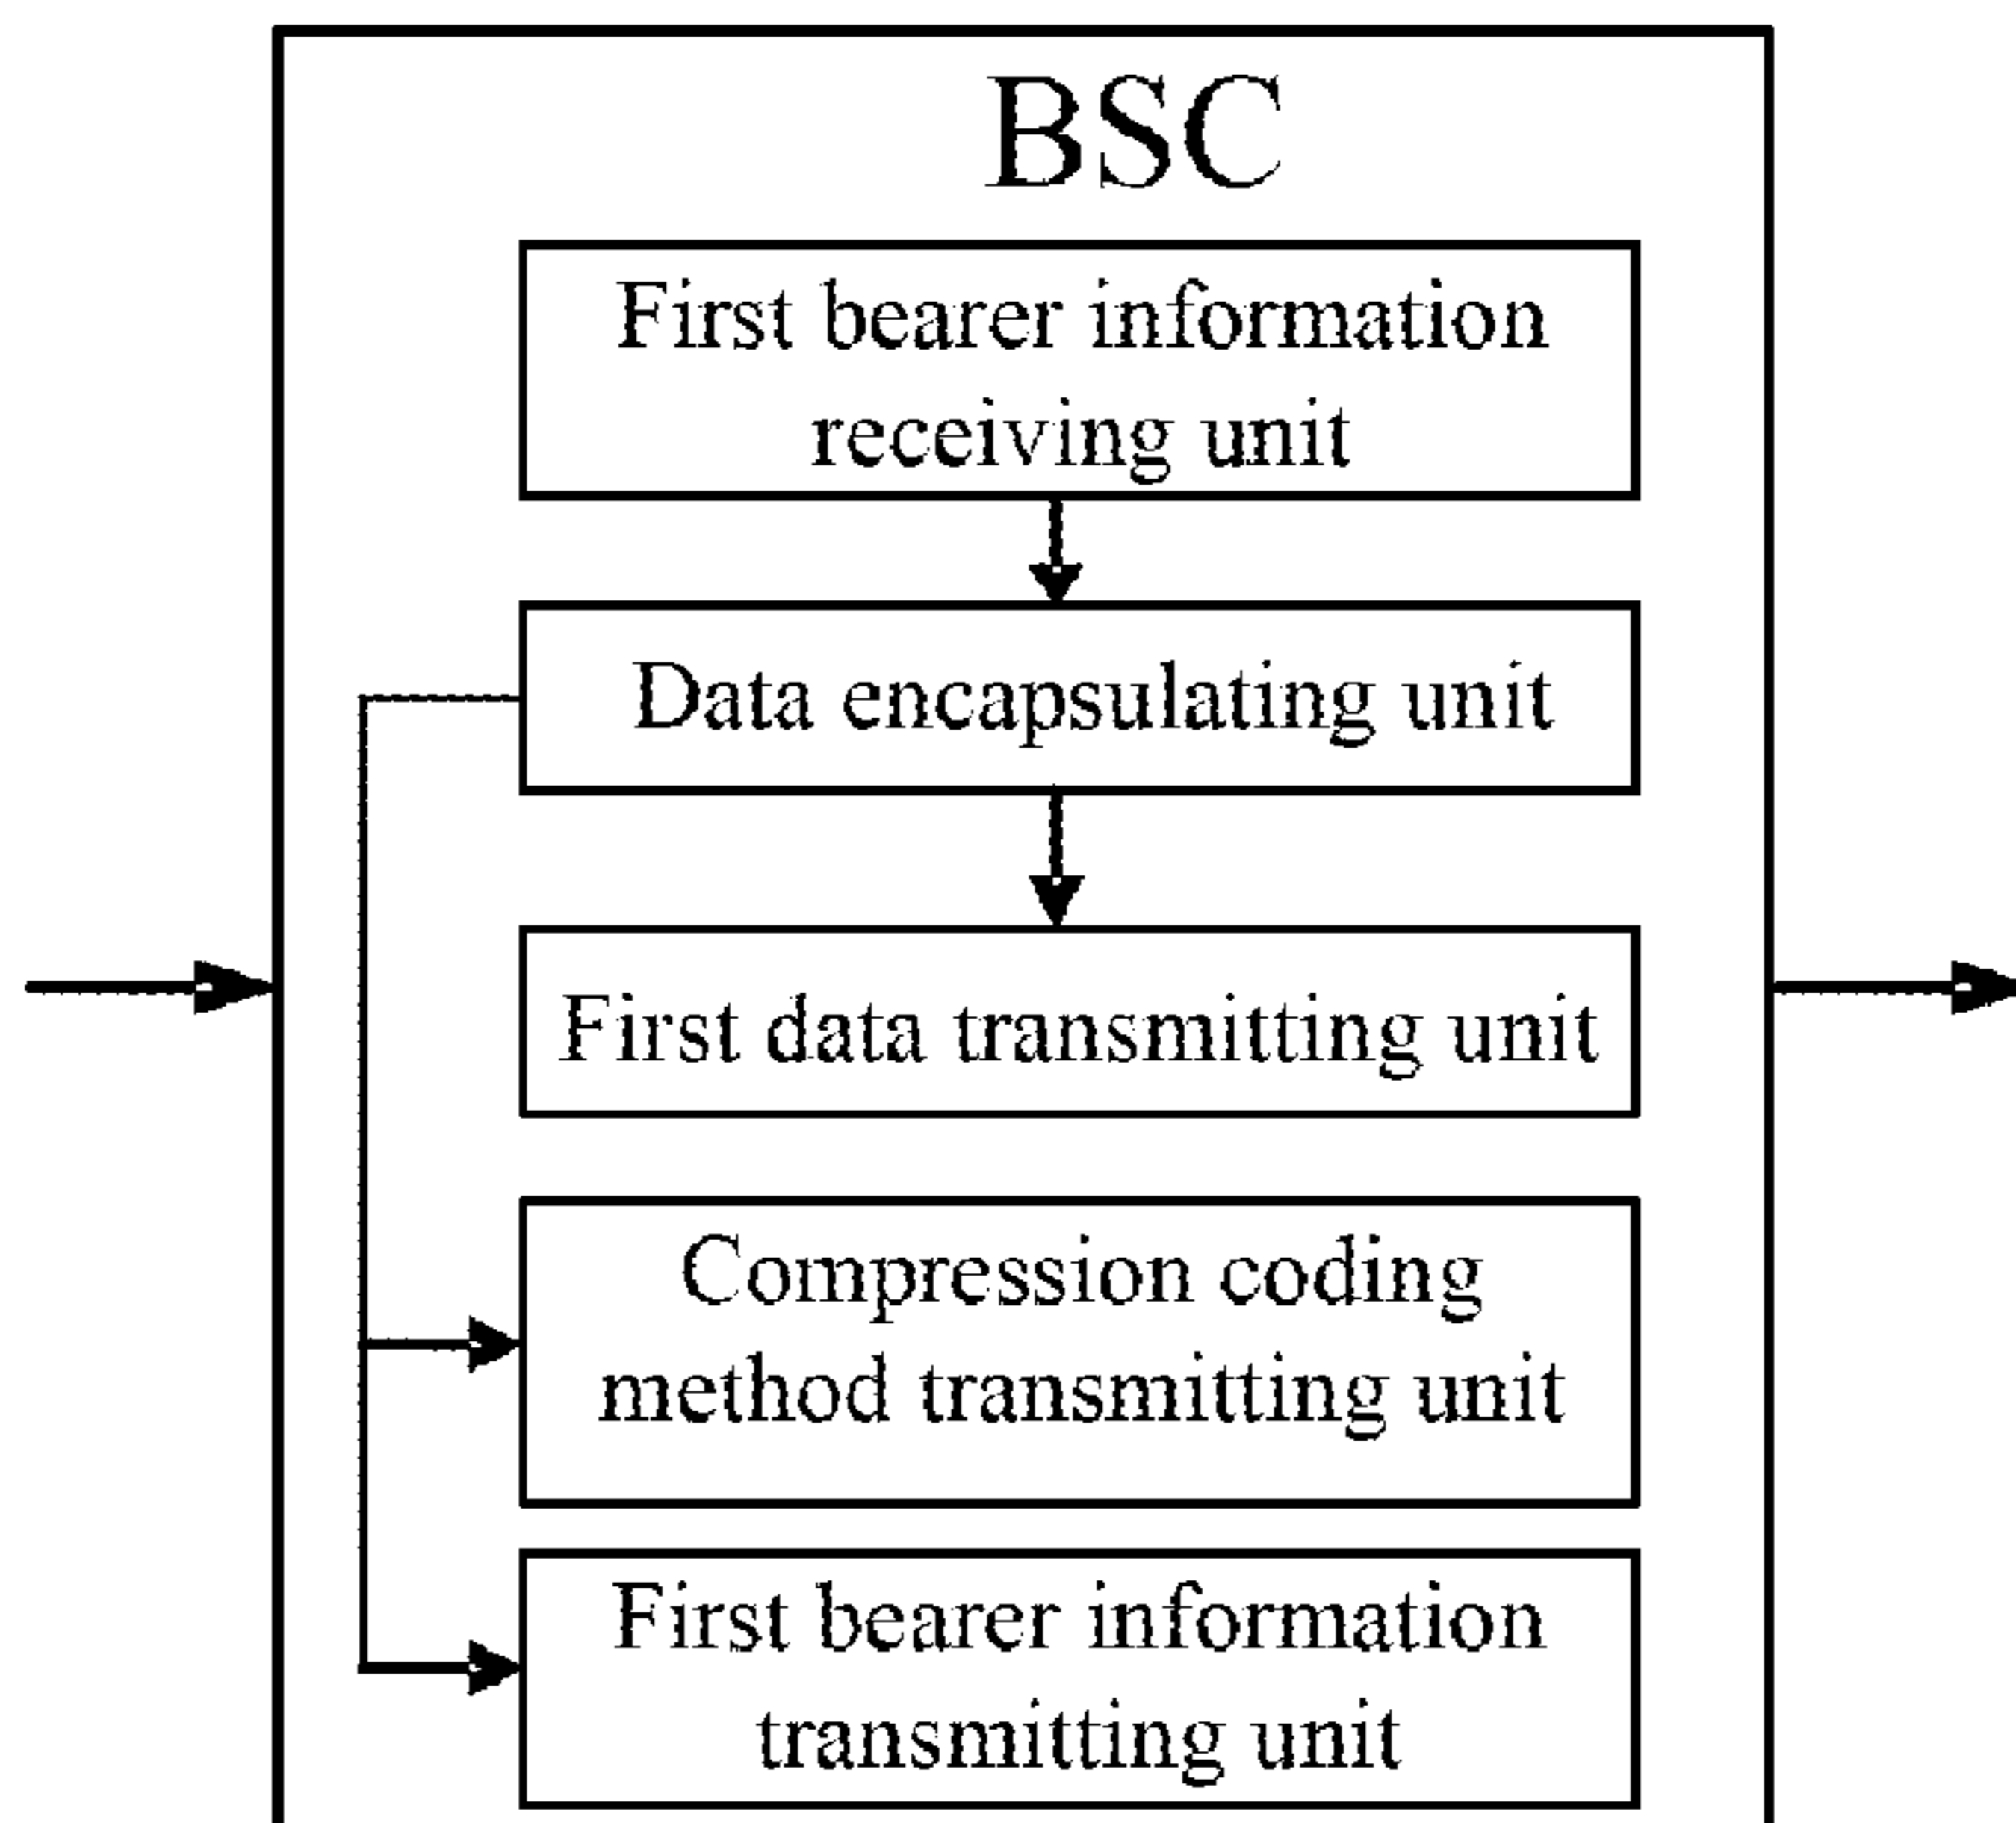 BSC
First bearer information
receiving unit
Data encapsulating unit
First data transmitting unit
Compression coding
method transmitting unit
First bearer information
transmitting unit